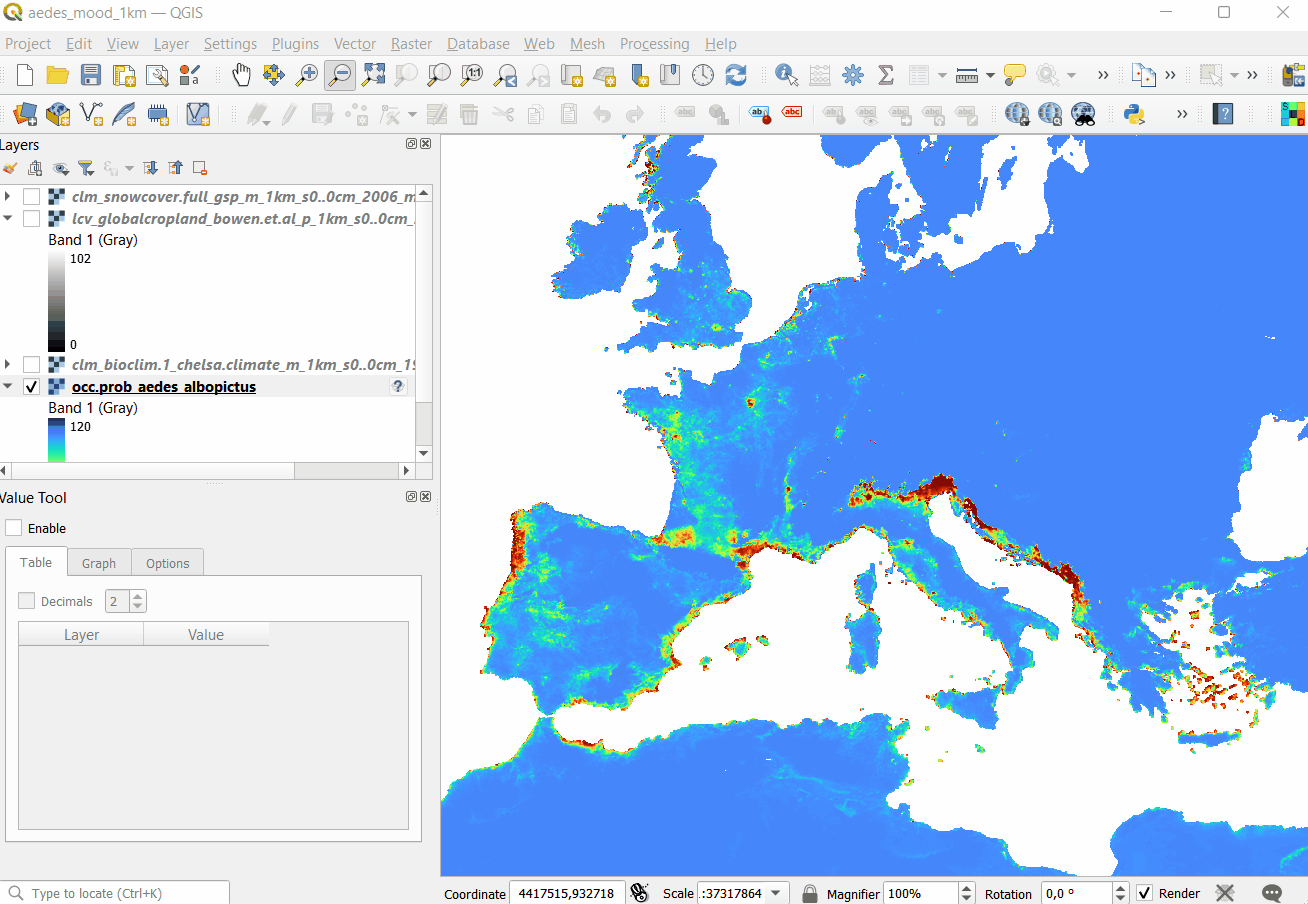 aedes_mood_1km — QGIS
Project Edit View Layer Settings Plugins Vector Raster Database Web Mesh Processing Help
Layers
clm_snowcover.full_gsp_m_1km_s0..0cm_2006_m
lcv_globalcropland_bowen.et.al_p_1km_s0..0cm_
Band 1 (Gray)
102
0
clm_bioclim.1_chelsa.climate_m_1km_s0..0cm_19
occ.prob_aedes_albopictus
Band 1 (Gray)
120
Value Tool
Enable
Table Graph Options
Decimals 2
Layer Value
Type to locate (Ctrl+K)
Coordinate 4417515,932718 Scale :37317864 Magnifier 100% Rotation 0,0 ° Render